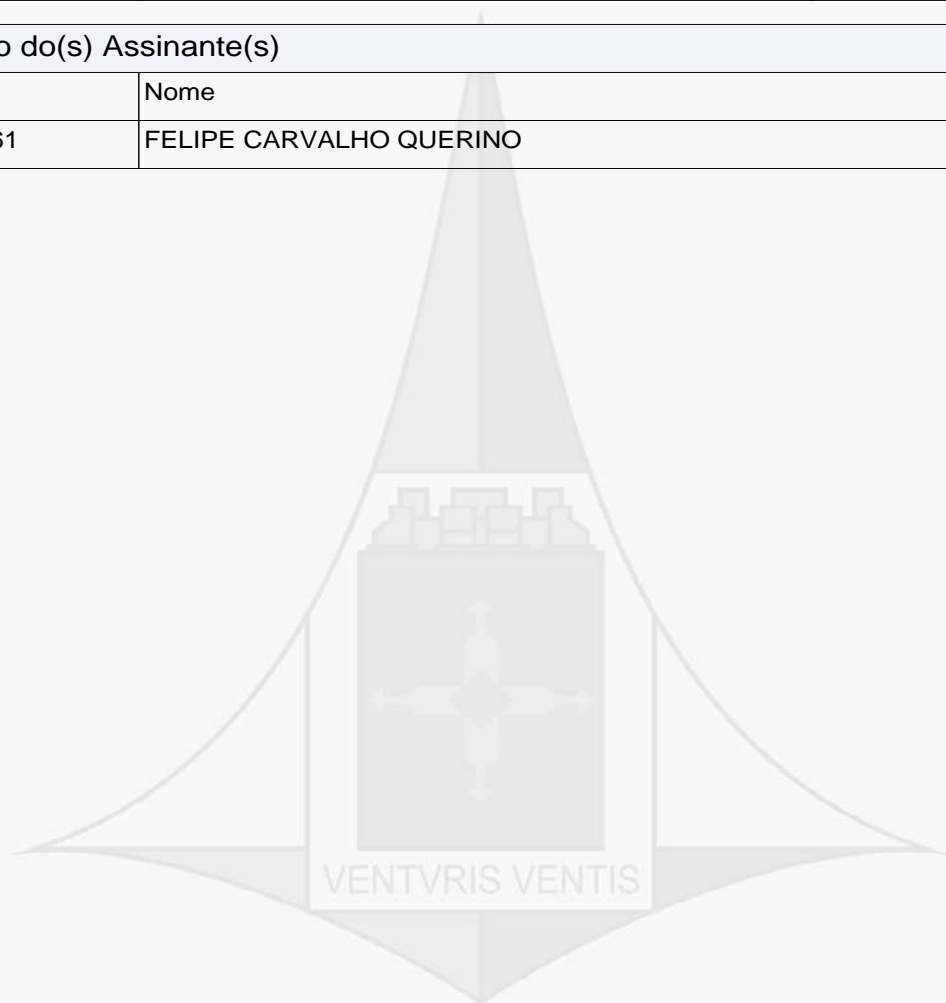 o do(s) Assinante(s)
Nome
61 FELIPE CARVALHO QUERINO
VENTVRIS VENTIS